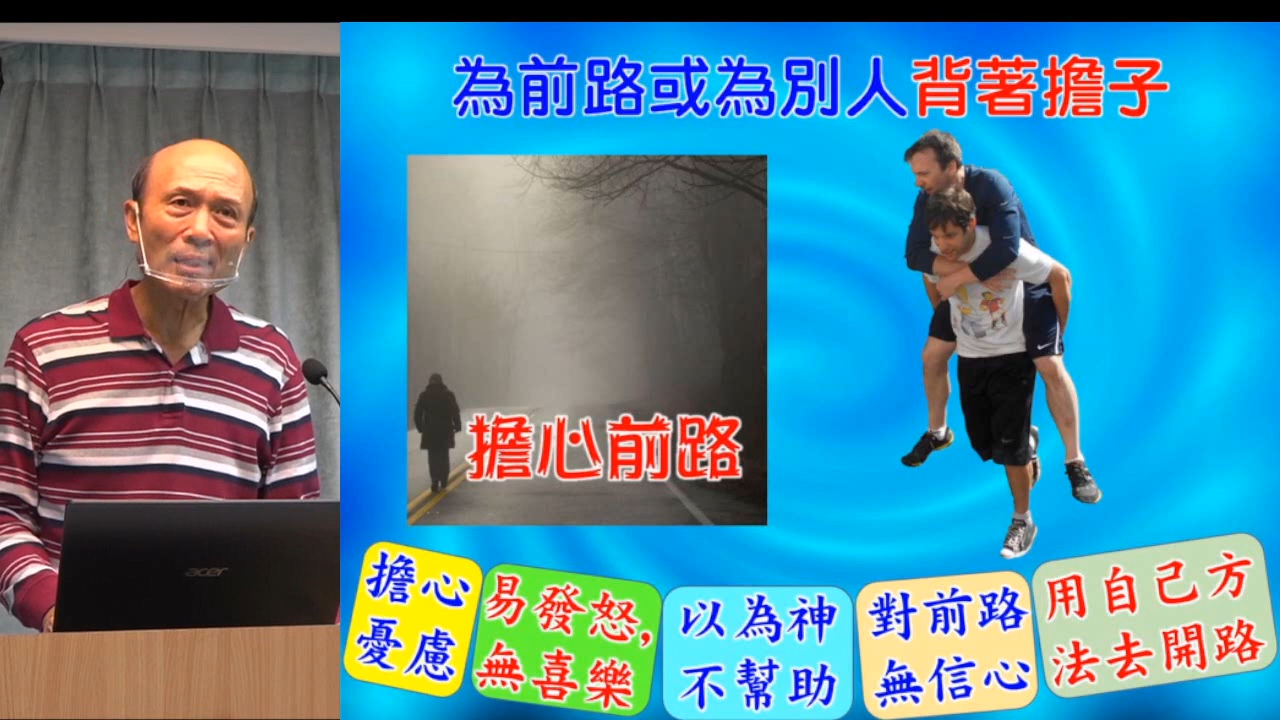 為前路或為別人背著擔子
擔心前路
acer
擔心
憂慮
易發怒,
無喜樂
以為神
不幫助
對前路
無信心
用自己方
法去開路